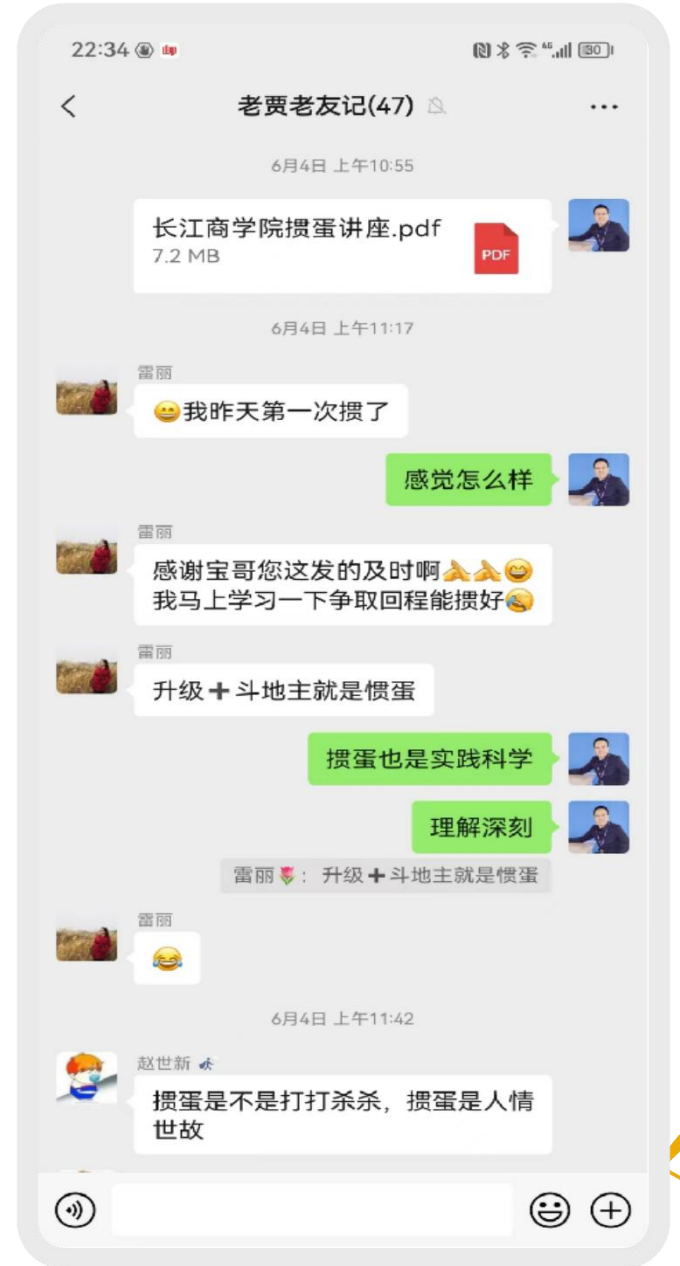 22:34
30
老贾老友记(47)
6月4日 上午10:55
长江商学院掼蛋讲座.pdf
7.2 MB
PDF
6月4日 上午11:17
雷丽
😄我昨天第一次掼了
感觉怎么样
雷丽
感谢宝哥您这发的及时啊🙏🙏😄
我马上学习一下争取回程能掼好
雷丽
升级➕斗地主就是惯蛋
掼蛋也是实践科学
理解深刻
雷丽🌷：升级➕斗地主就是惯蛋
雷丽
😂
6月4日 上午11:42
赵世新
掼蛋是不是打打杀杀，掼蛋是人情
世故